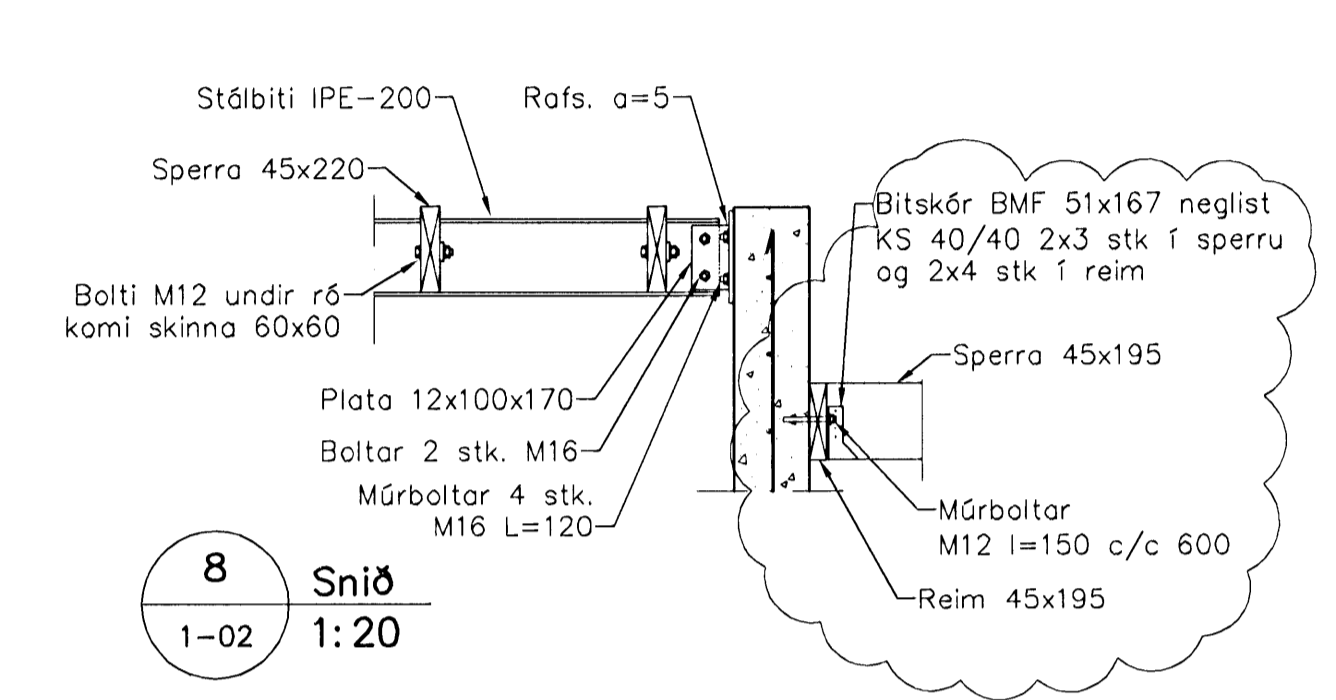 Stálbiti IPE-200
Rafs. a=5
Sperra 45x220
Bitskór BMF 51x167 neglist
KS 40/40 2x3 stk í sperru
og 2x4 stk í reim
Bolti M12 undir ró
komi skinna 60x60
Sperra 45x195
Plata 12x100x170
Boltar 2 stk. M16
Múrboltar 4 stk.
M16 L=120
Múrboltar
M12 l=150 c/c 600
Reim 45x195
8
1-02
Snið
1:20